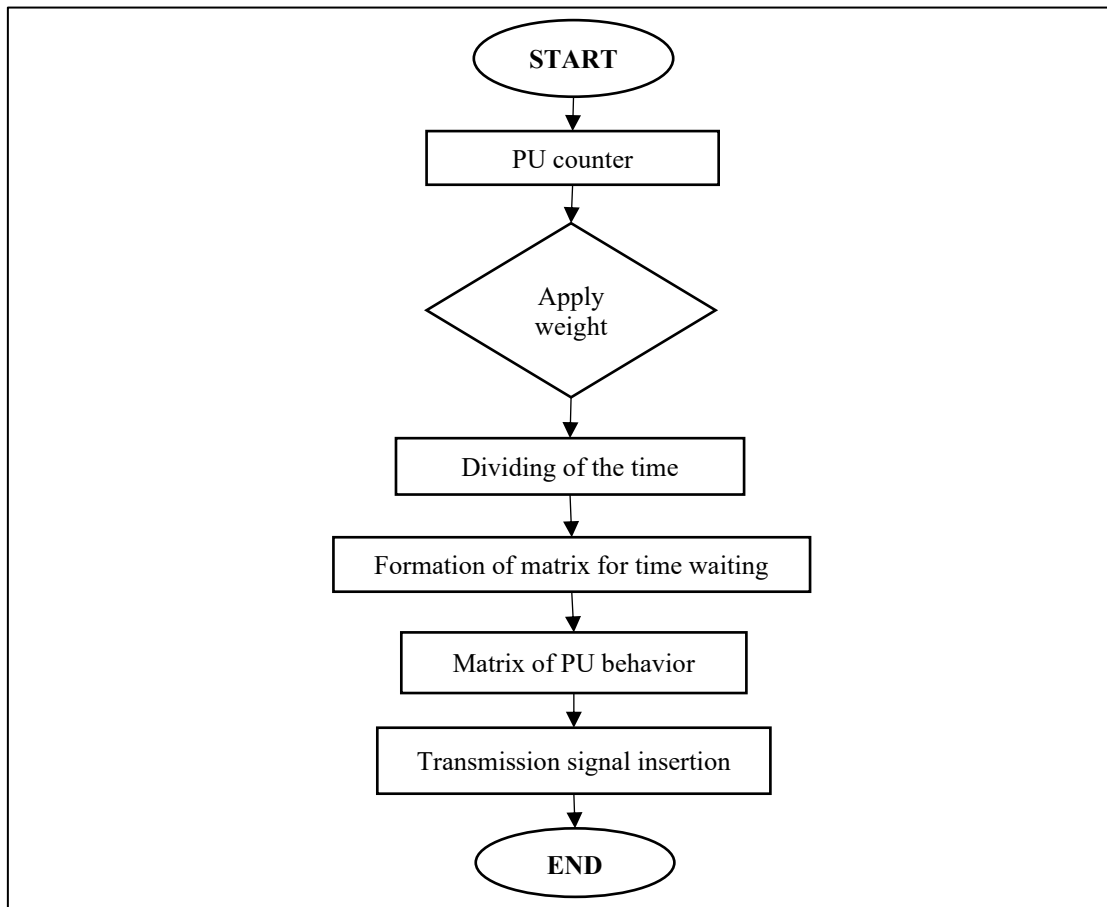 START
PU counter
Apply
weight
Dividing of the time
Formation of matrix for time waiting
Matrix of PU behavior
Transmission signal insertion
END